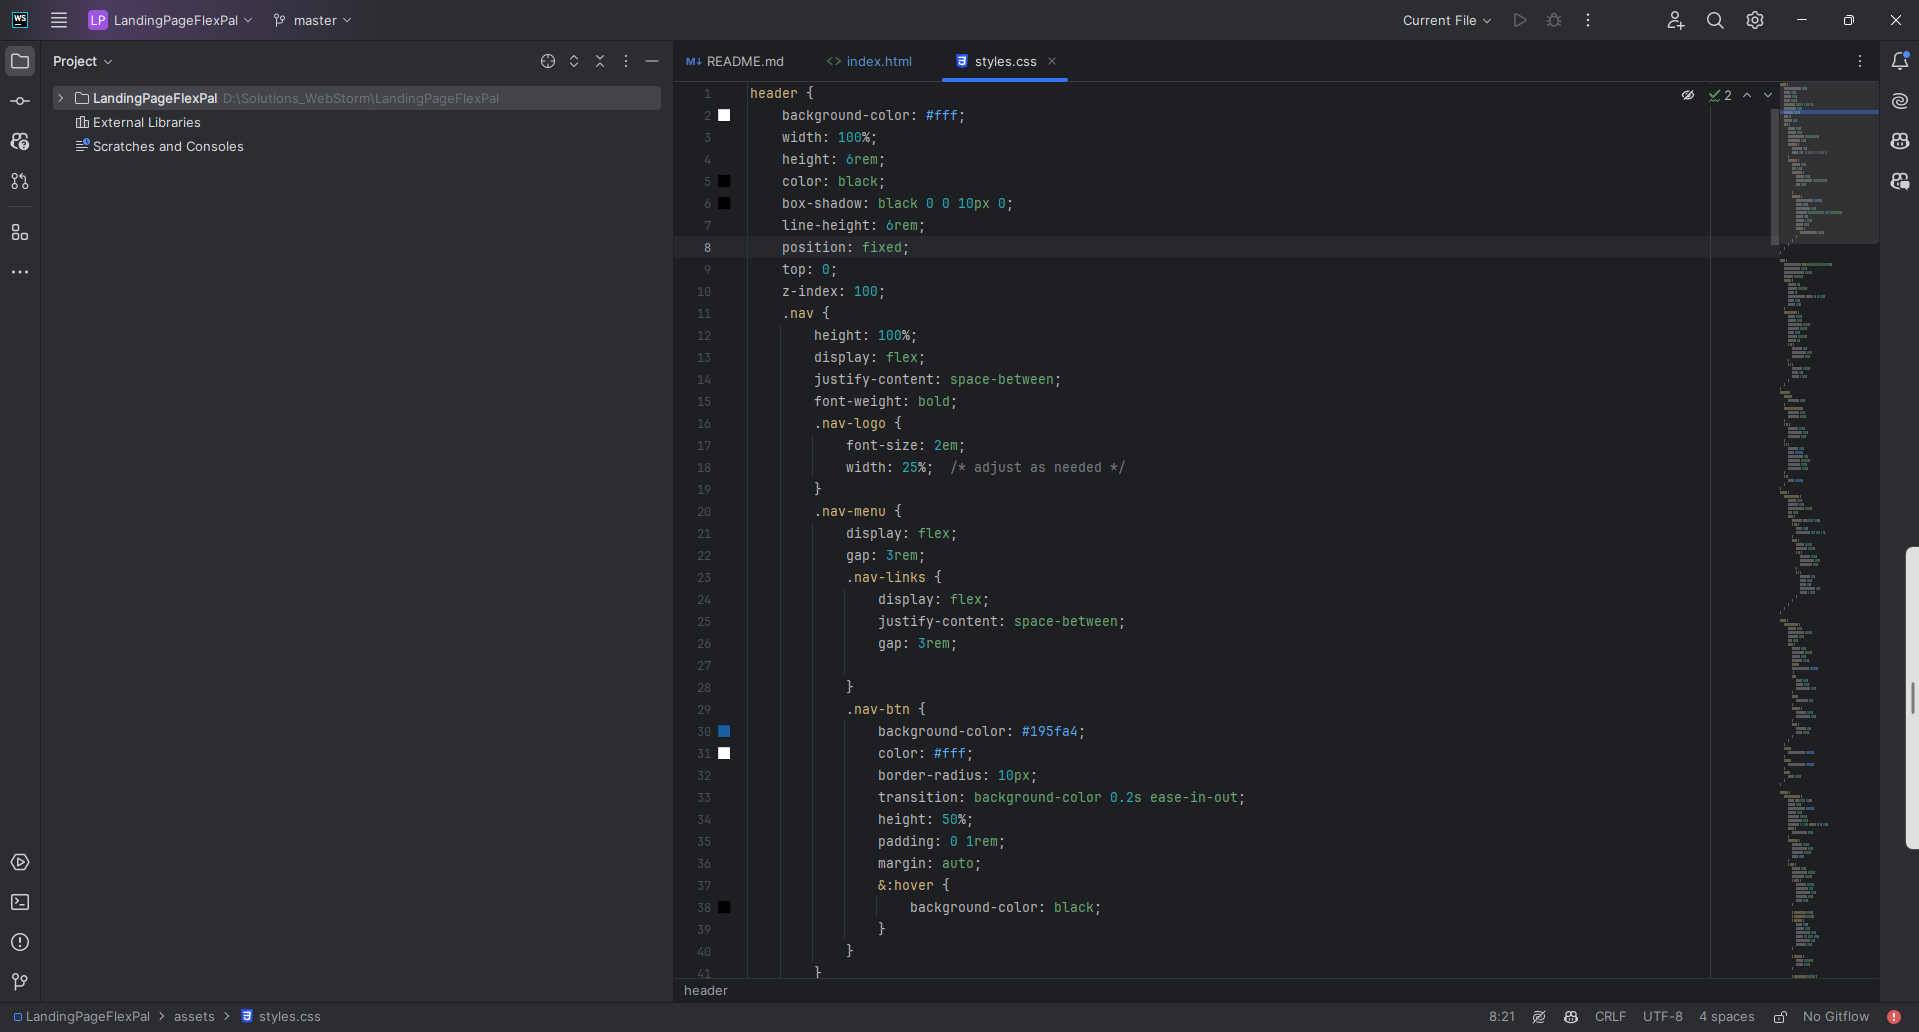 WS
LP LandingPageFlexPal
master
Current File
Project
LandingPageFlexPal D:\Solutions_WebStorm\LandingPageFlexPal
External Libraries
Scratches and Consoles
M↓ README.md
<> index.html
styles.css
2
1 header {
2 background-color: #fff;
3 width: 100%;
4 height: 6rem;
5 color: black;
6 box-shadow: black 0 0 10px 0;
7 line-height: 6rem;
8 position: fixed;
9 top: 0;
10 z-index: 100;
11 .nav {
12 height: 100%;
13 display: flex;
14 justify-content: space-between;
15 font-weight: bold;
16 .nav-logo {
17 font-size: 2em;
18 width: 25%;  /* adjust as needed */
19 }
20 .nav-menu {
21 display: flex;
22 gap: 3rem;
23 .nav-links {
24 display: flex;
25 justify-content: space-between;
26 gap: 3rem;
27
28 }
29 .nav-btn {
30 background-color: #195fa4;
31 color: #fff;
32 border-radius: 10px;
33 transition: background-color 0.2s ease-in-out;
34 height: 50%;
35 padding: 0 1rem;
36 margin: auto;
37 &:hover {
38 background-color: black;
39 }
40 }
41 }
header
LandingPageFlexPal > assets > styles.css
8:21
CRLF
UTF-8
4 spaces
No Gitflow